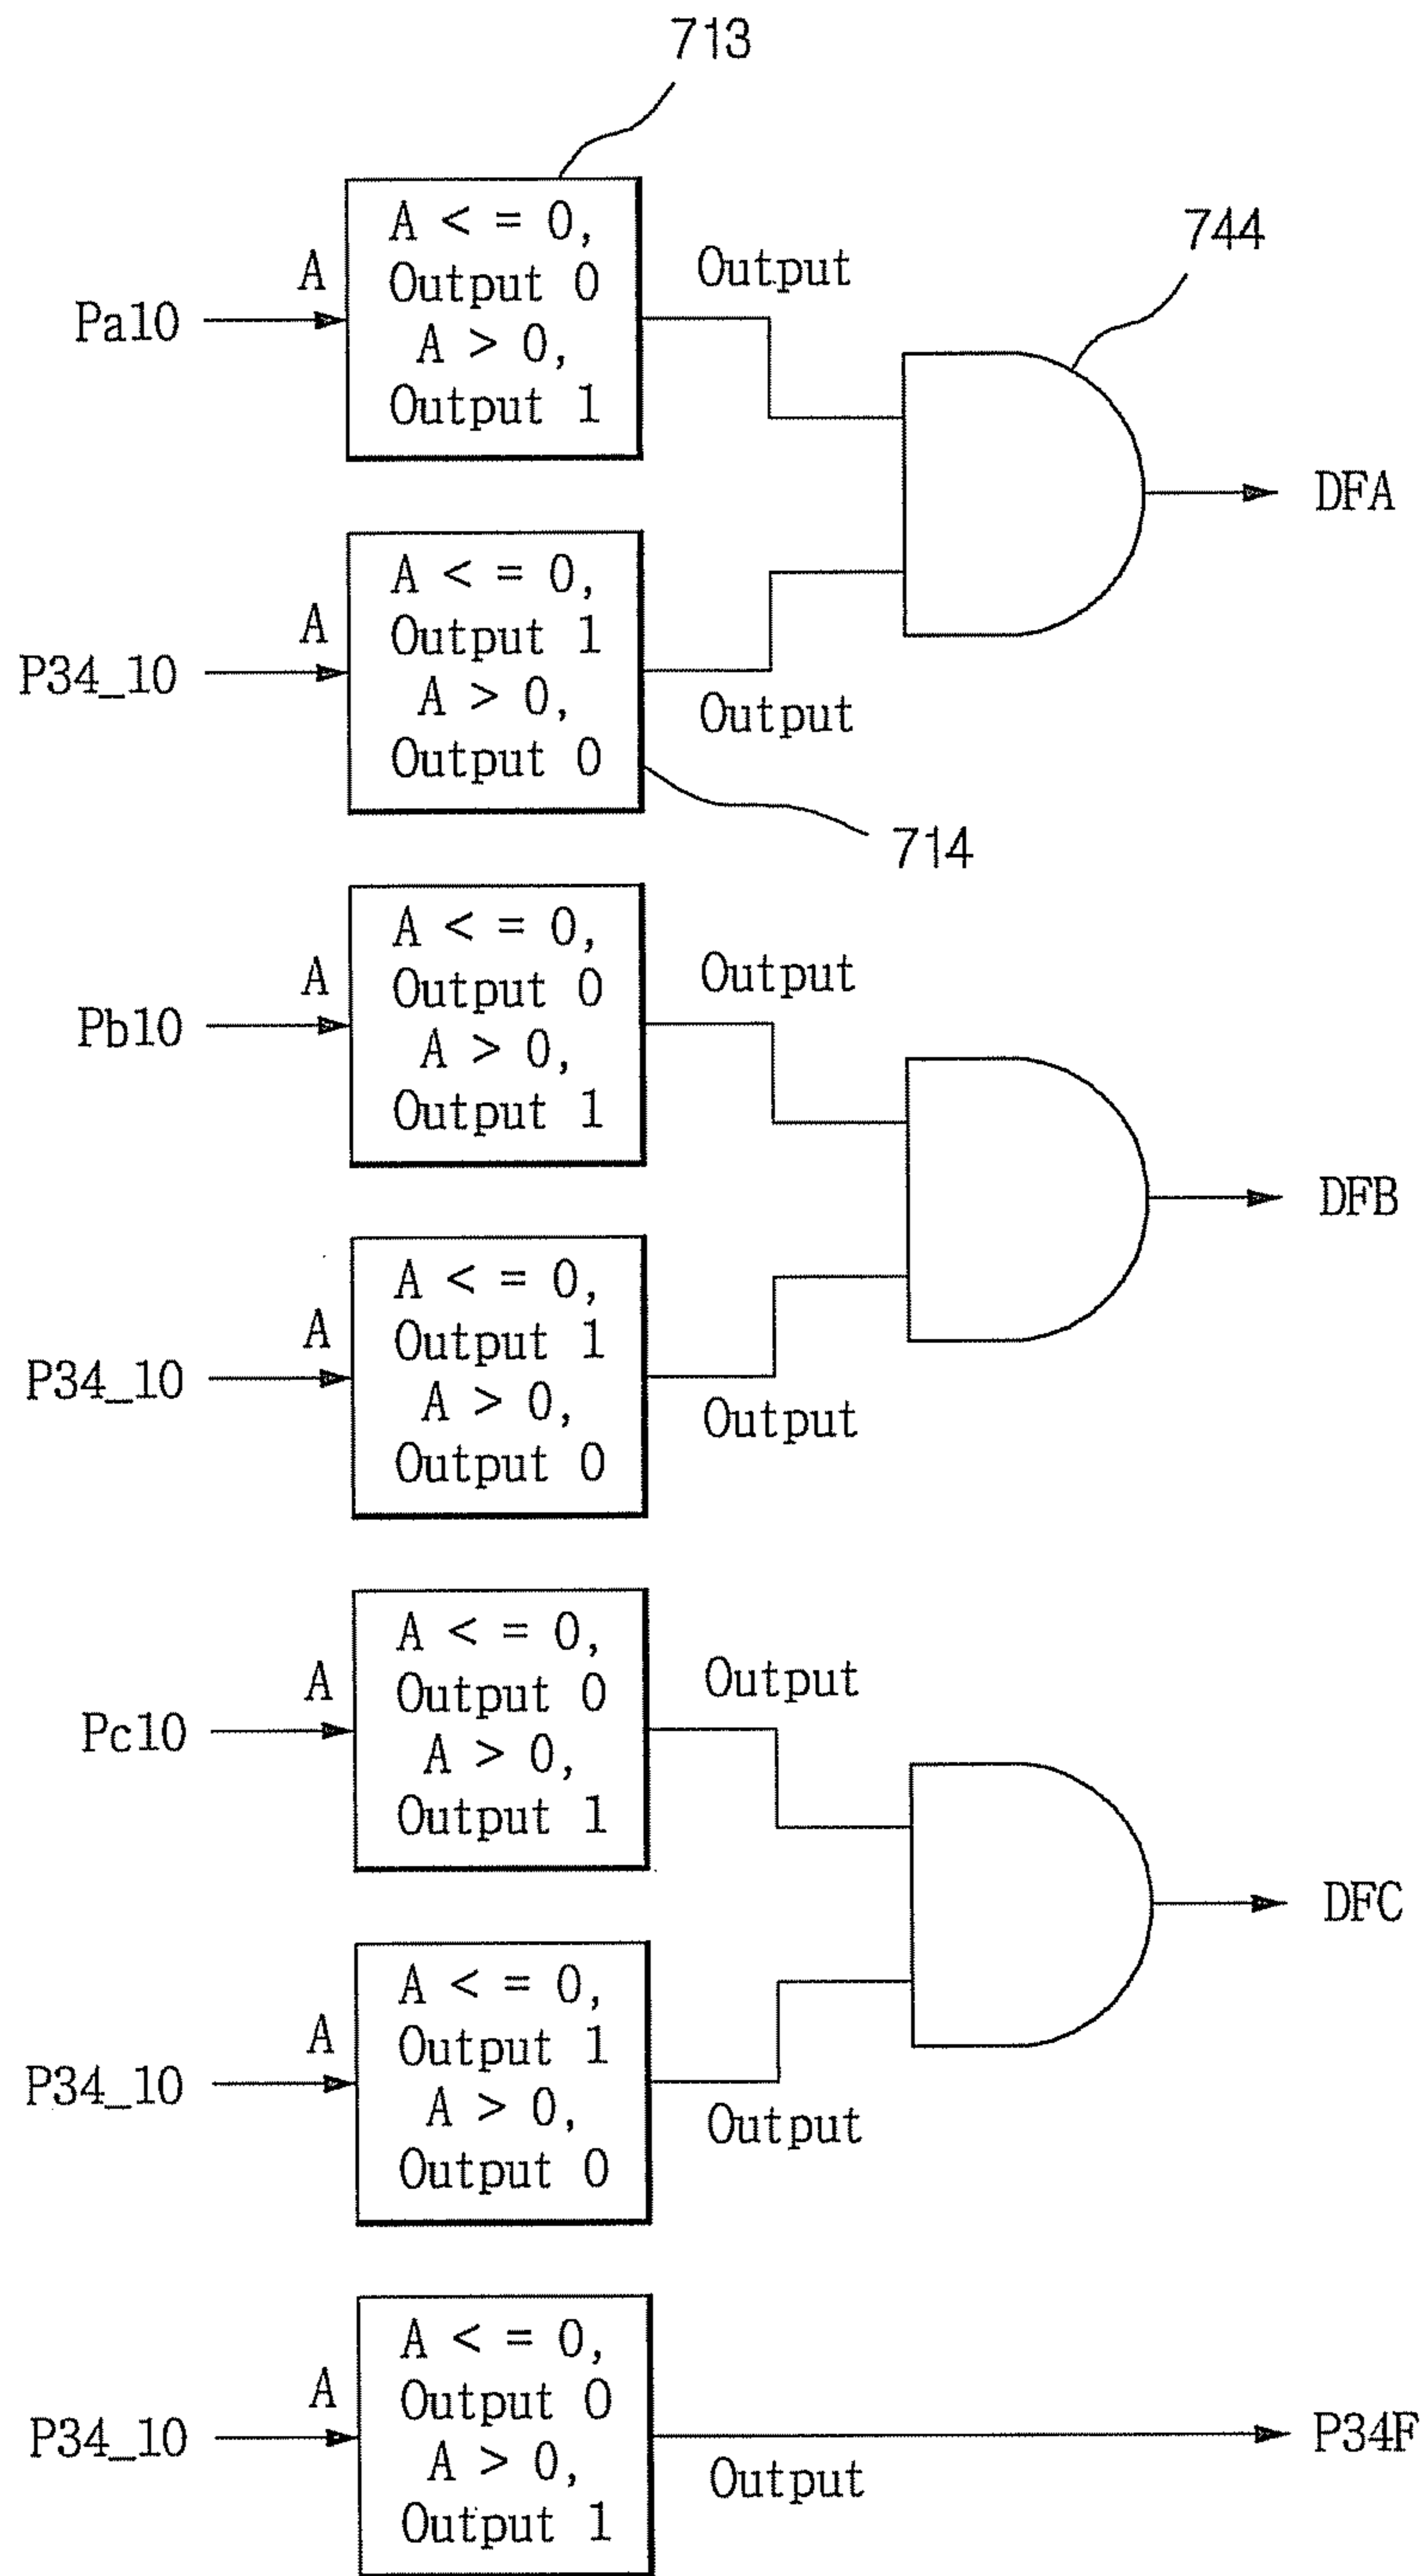 713
A < = 0,
Output 0
A > 0,
Output 1
A
Pa10
Output
744
DFA
A < = 0,
Output 1
A > 0,
Output 0
A
P34_10
Output
714
A < = 0,
Output 0
A > 0,
Output 1
A
Pb10
Output
DFB
A < = 0,
Output 1
A > 0,
Output 0
A
P34_10
Output
A < = 0,
Output 0
A > 0,
Output 1
A
Pc10
Output
DFC
A < = 0,
Output 1
A > 0,
Output 0
A
P34_10
Output
A < = 0,
Output 0
A > 0,
Output 1
A
P34_10
Output
P34F